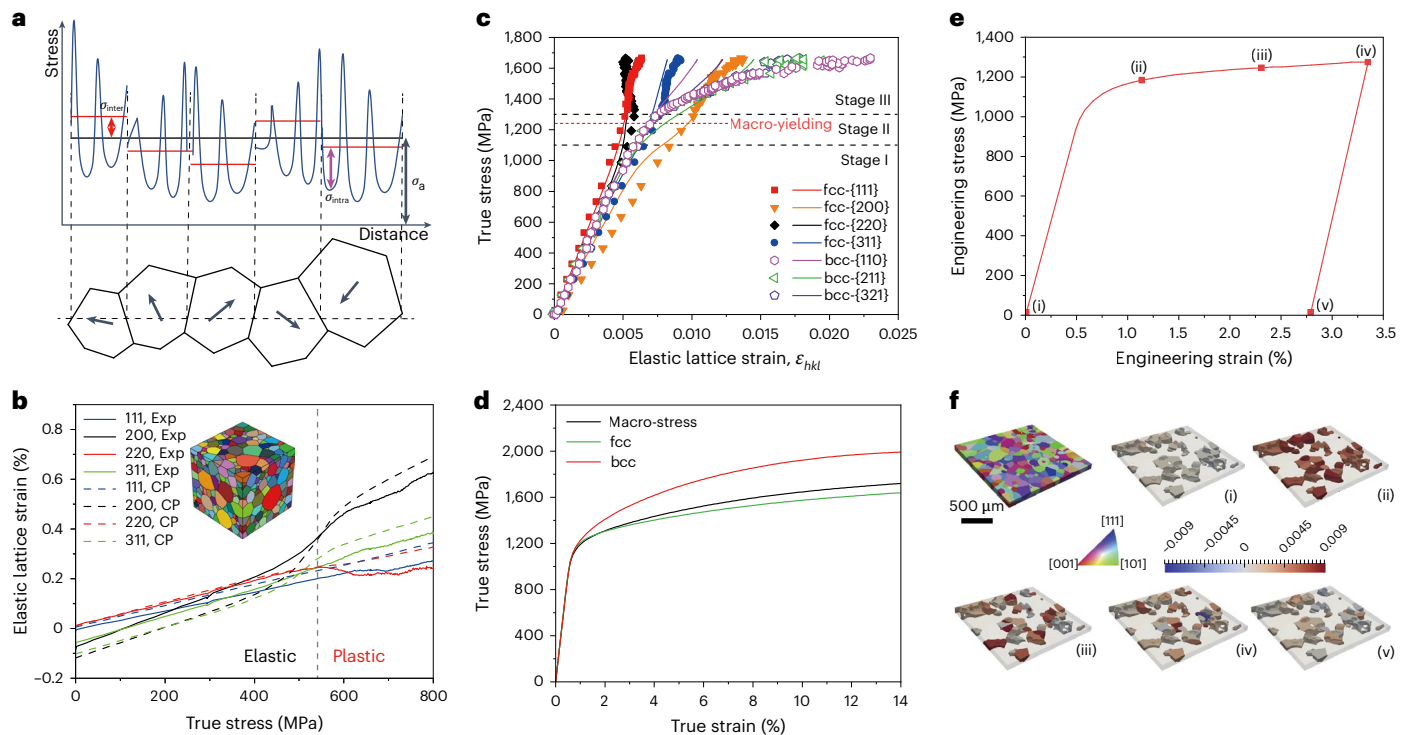 a
Stress
σinter
σintra
σa
Distance
b
Elastic lattice strain (%)
0.8
0.6
0.4
0.2
0
−0.2
111, Exp
200, Exp
220, Exp
311, Exp
111, CP
200, CP
220, CP
311, CP
Elastic
Plastic
0
200
400
600
800
True stress (MPa)
c
True stress (MPa)
1,800
1,600
1,400
1,200
1,000
800
600
400
200
0
Stage III
Macro-yielding
Stage II
Stage I
fcc-{111}
fcc-{200}
fcc-{220}
fcc-{311}
bcc-{110}
bcc-{211}
bcc-{321}
0
0.005
0.010
0.015
0.020
0.025
Elastic lattice strain, εhkl
d
True stress (MPa)
2,400
2,000
1,600
1,200
800
400
0
Macro-stress
fcc
bcc
0
2
4
6
8
10
12
14
True strain (%)
e
Engineering stress (MPa)
1,400
1,200
1,000
800
600
400
200
0
(i)
(ii)
(iii)
(iv)
(v)
0
0.5
1.0
1.5
2.0
2.5
3.0
3.5
Engineering strain (%)
f
500 µm
(i)
(ii)
[111]
[001]
[101]
−0.009
−0.0045
0
0.0045
0.009
(iii)
(iv)
(v)